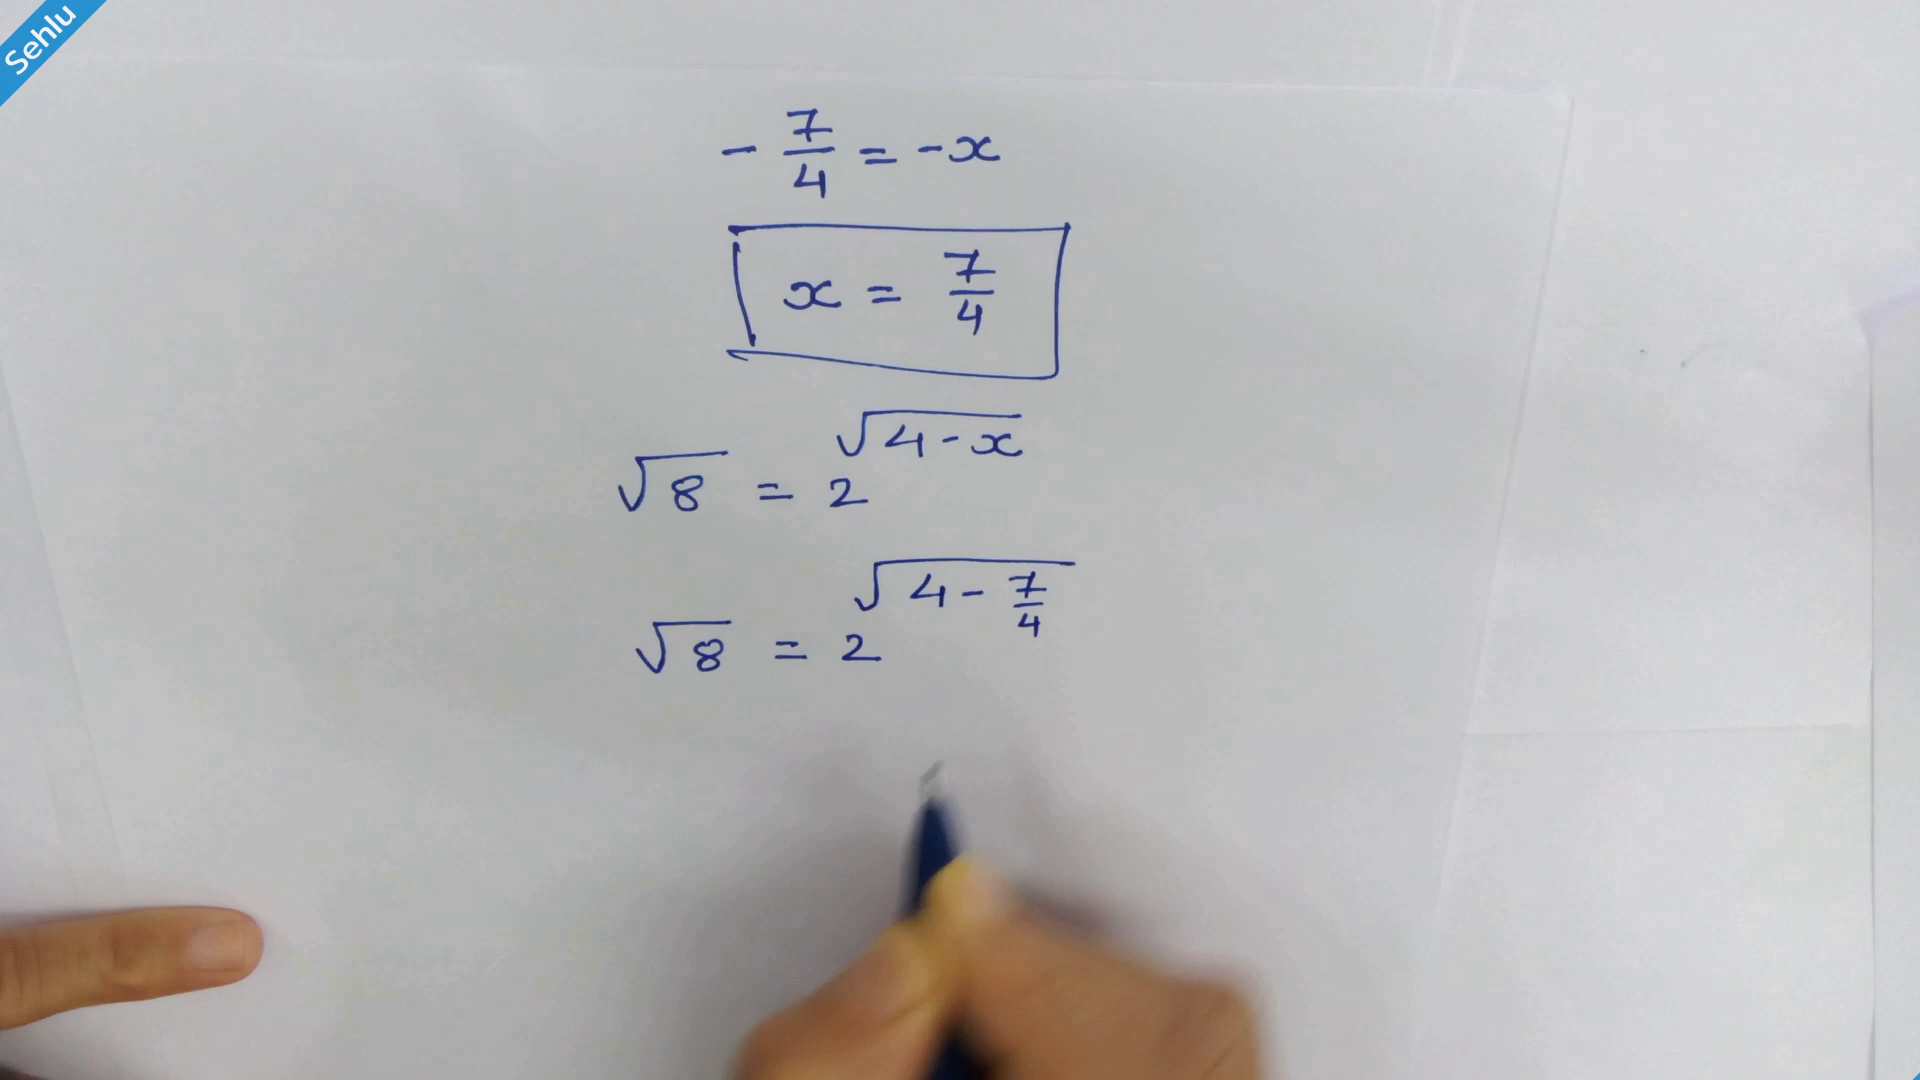 Sehlu
- 7/4 = -x
x = 7/4
√8 = 2^√(4-x)
√8 = 2^√(4 - 7/4)